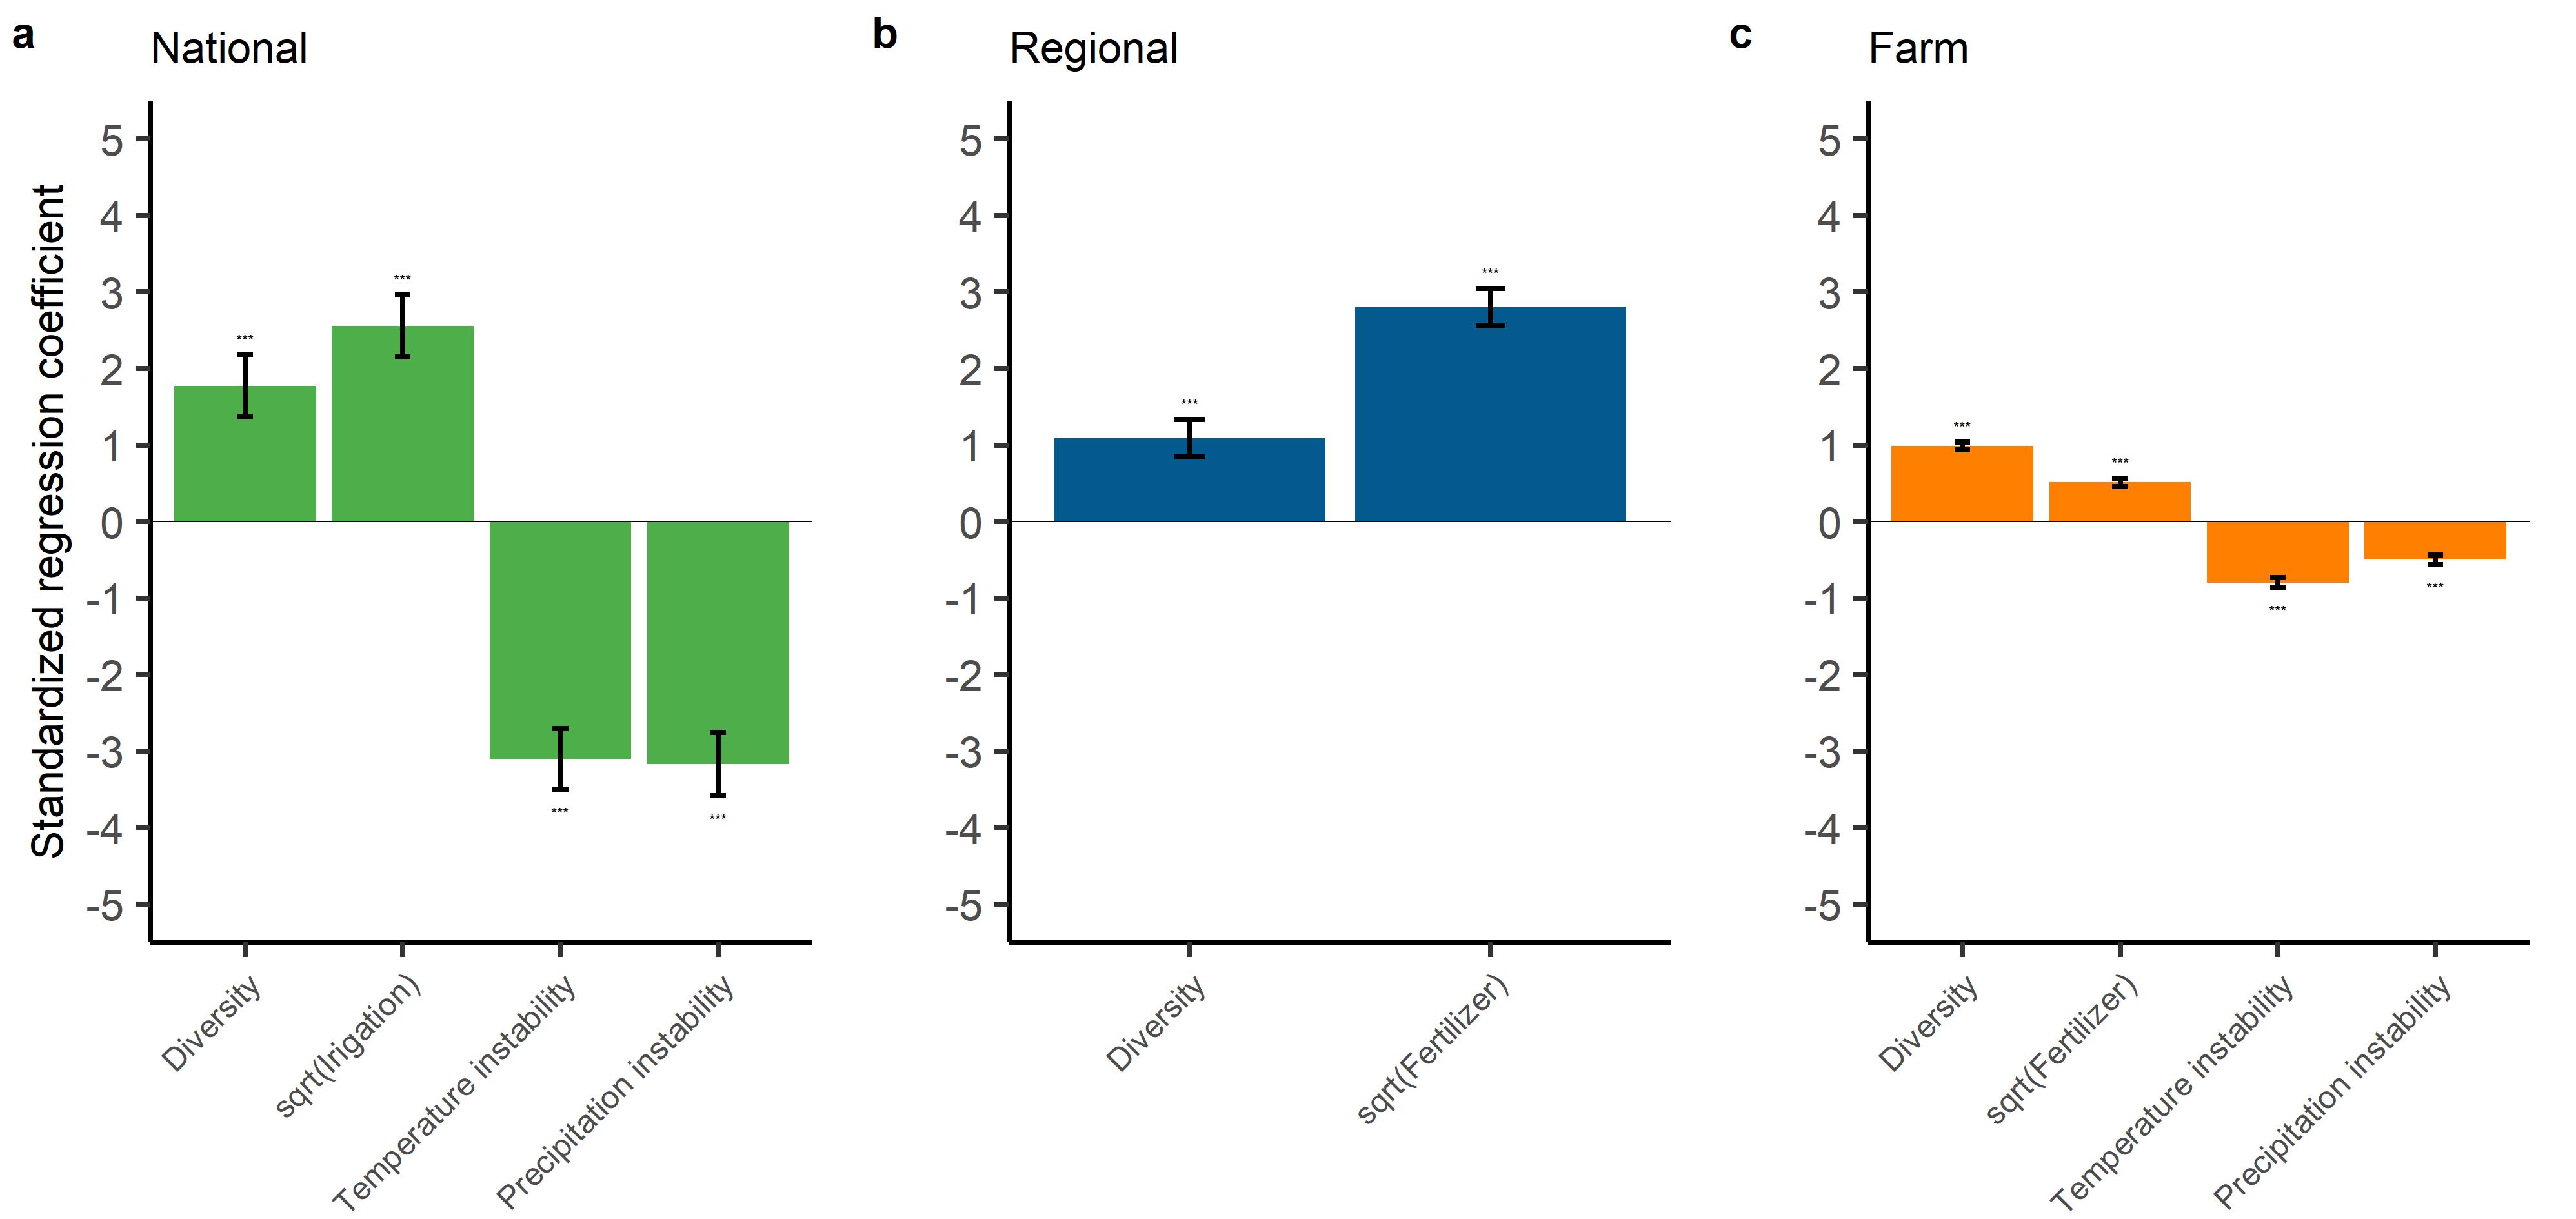 a
National
Standardized regression coefficient
5
4
3
2
1
0
-1
-2
-3
-4
-5
***
***
***
***
Diversity
sqrt(Irigation)
Temperature instability
Precipitation instability
b
Regional
5
4
3
2
1
0
-1
-2
-3
-4
-5
***
***
Diversity
sqrt(Fertilizer)
c
Farm
5
4
3
2
1
0
-1
-2
-3
-4
-5
***
***
***
***
Diversity
sqrt(Fertilizer)
Temperature instability
Precipitation instability